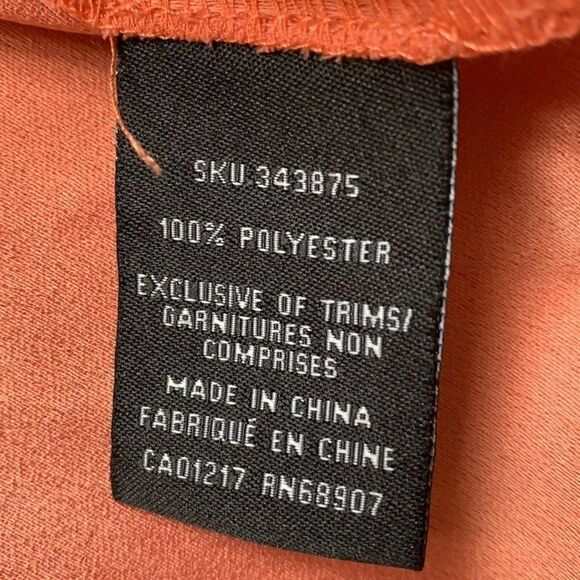 SKU 343875
100% POLYESTER
EXCLUSIVE OF TRIMS/
GARNITURES NON
COMPRISES
MADE IN CHINA
FABRIQUÉ EN CHINE
CA01217 RN68907